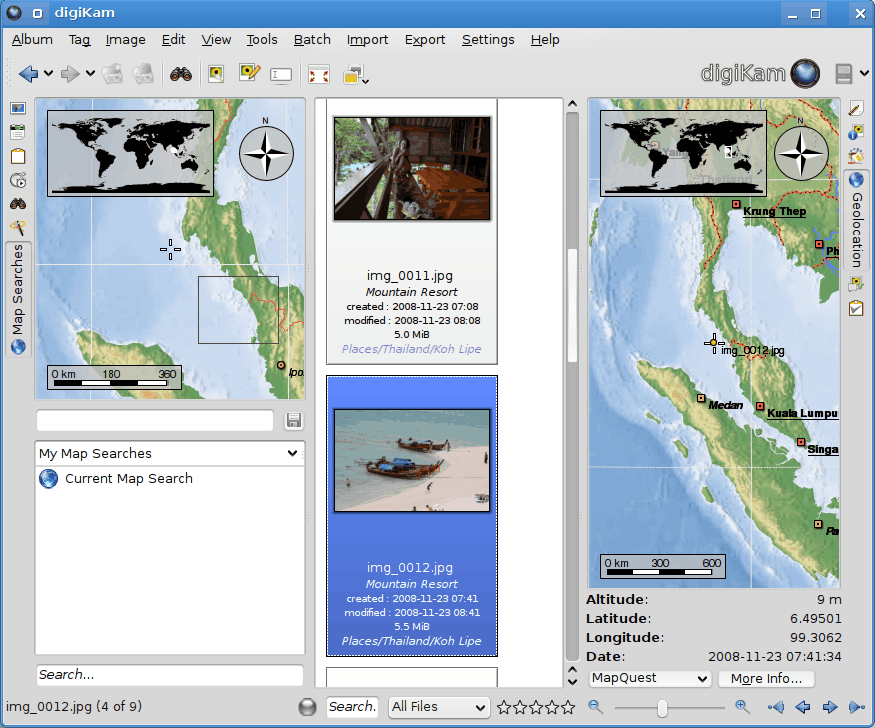 digiKam
Album Tag Image Edit View Tools Batch Import Export Settings Help
digiKam
Map Searches
N
0 km 180 360
Ipo
My Map Searches
Current Map Search
Search...
img_0011.jpg
Mountain Resort
created : 2008-11-23 07:08
modified : 2008-11-23 08:08
5.0 MiB
Places/Thailand/Koh Lipe
img_0012.jpg
Mountain Resort
created : 2008-11-23 07:41
modified : 2008-11-23 08:41
5.5 MiB
Places/Thailand/Koh Lipe
N
Yang
Thailand
Krung Thep
Ph
img_0012.jpg
Medan
Kuala Lumpu
Singa
Pa
0 km 300 600
Geolocation
Altitude: 9 m
Latitude: 6.49501
Longitude: 99.3062
Date: 2008-11-23 07:41:34
MapQuest More Info...
img_0012.jpg (4 of 9) Search. All Files